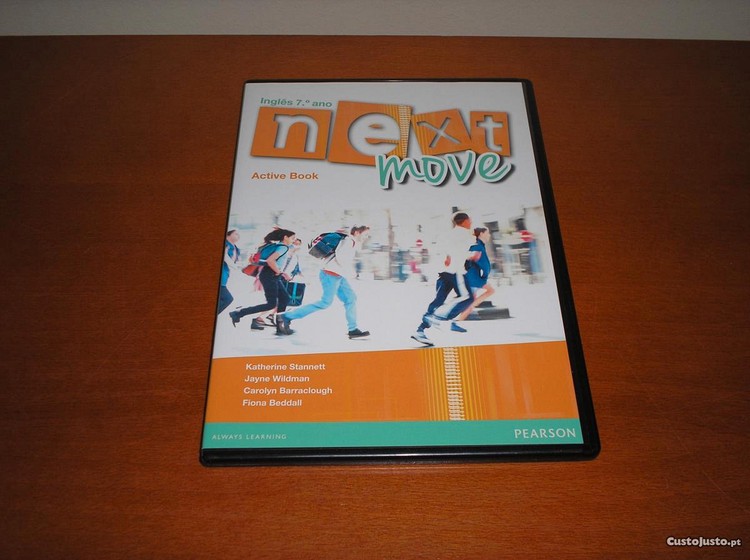 Inglês 7.º ano
next
move
Active Book
Katherine Stannett
Jayne Wildman
Carolyn Barraclough
Fiona Beddall
ALWAYS LEARNING
PEARSON
CustoJusto.pt